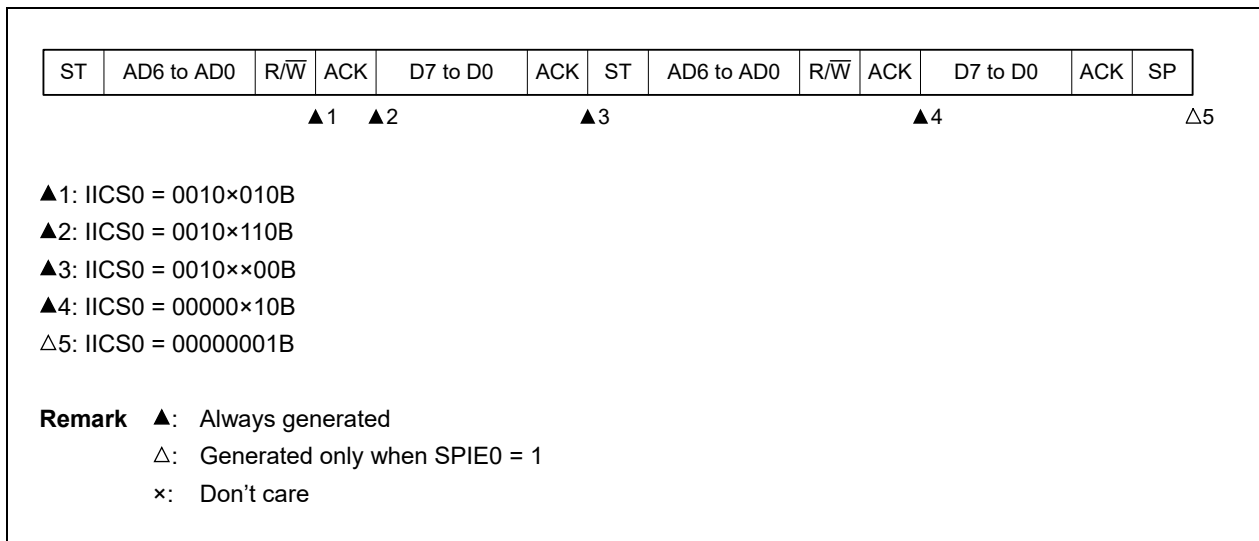 ST AD6 to AD0 R/W̅ ACK D7 to D0 ACK ST AD6 to AD0 R/W̅ ACK D7 to D0 ACK SP
▲1 ▲2 ▲3 ▲4 △5
▲1: IICS0 = 0010×010B
▲2: IICS0 = 0010×110B
▲3: IICS0 = 0010××00B
▲4: IICS0 = 00000×10B
△5: IICS0 = 00000001B
Remark ▲: Always generated
△: Generated only when SPIE0 = 1
×: Don’t care